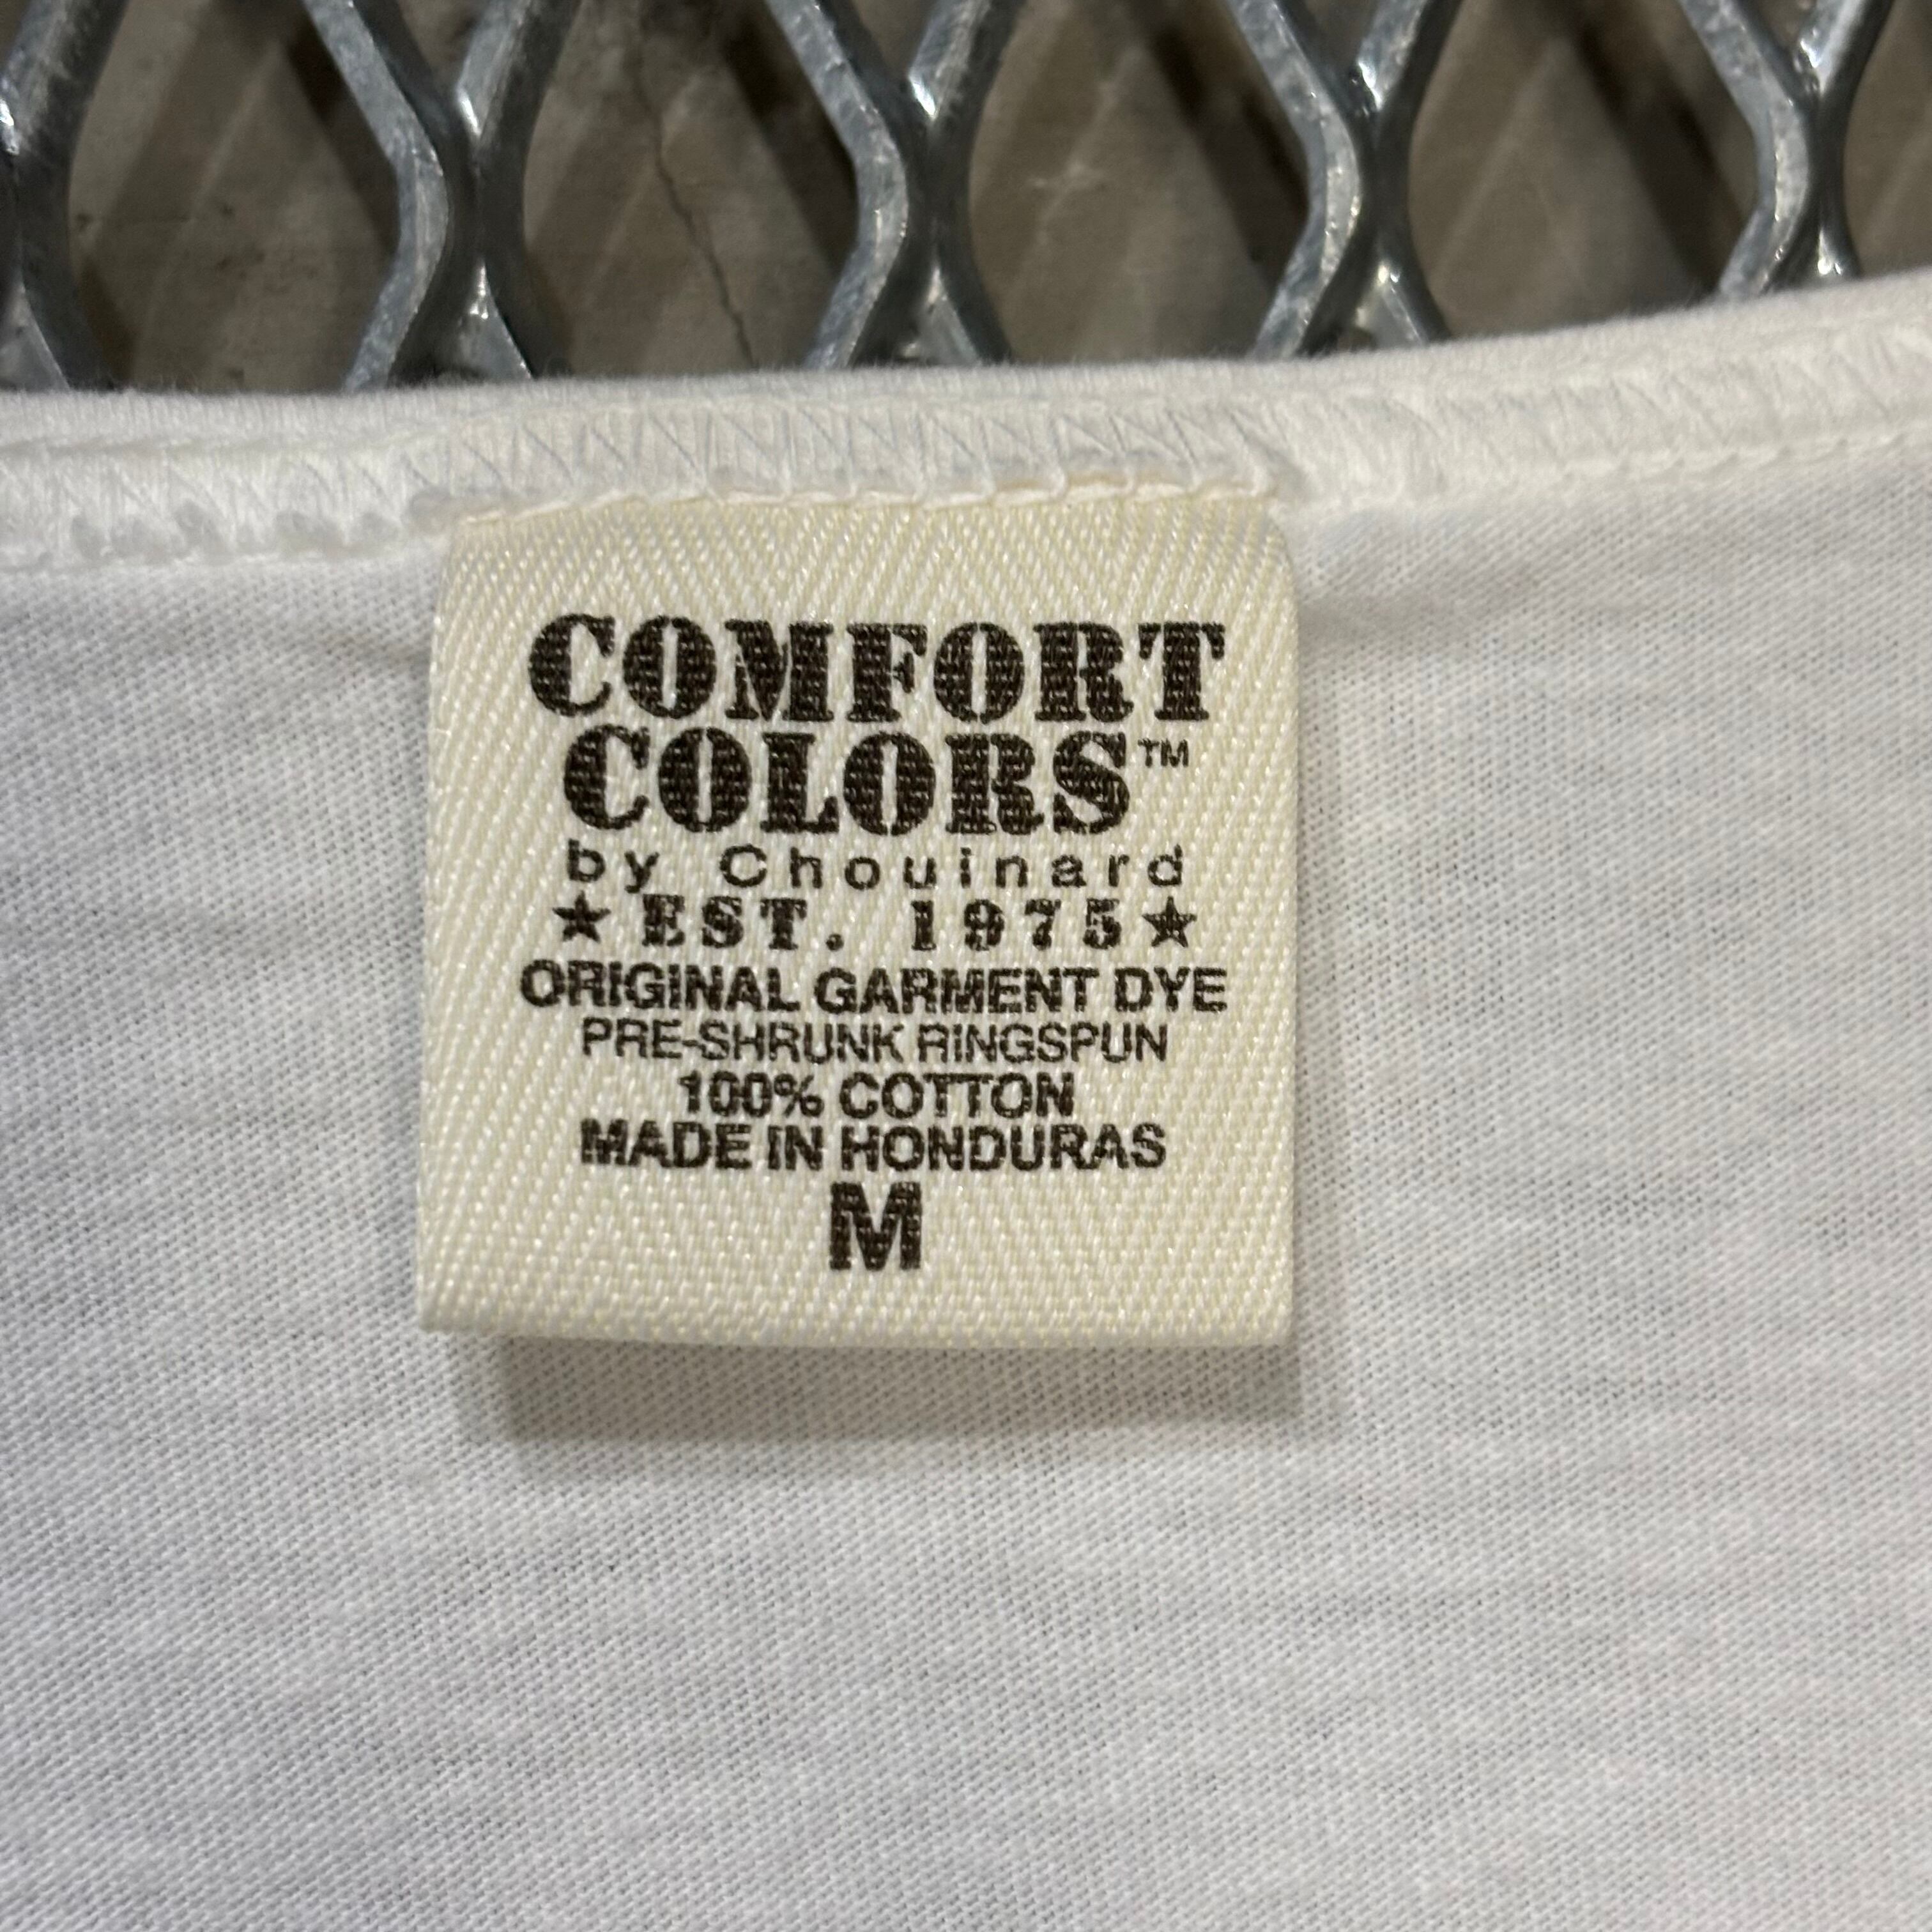 COMFORT
COLORS™
by Chouinard
★EST. 1975★
ORIGINAL GARMENT DYE
PRE-SHRUNK RINGSPUN
100% COTTON
MADE IN HONDURAS
M